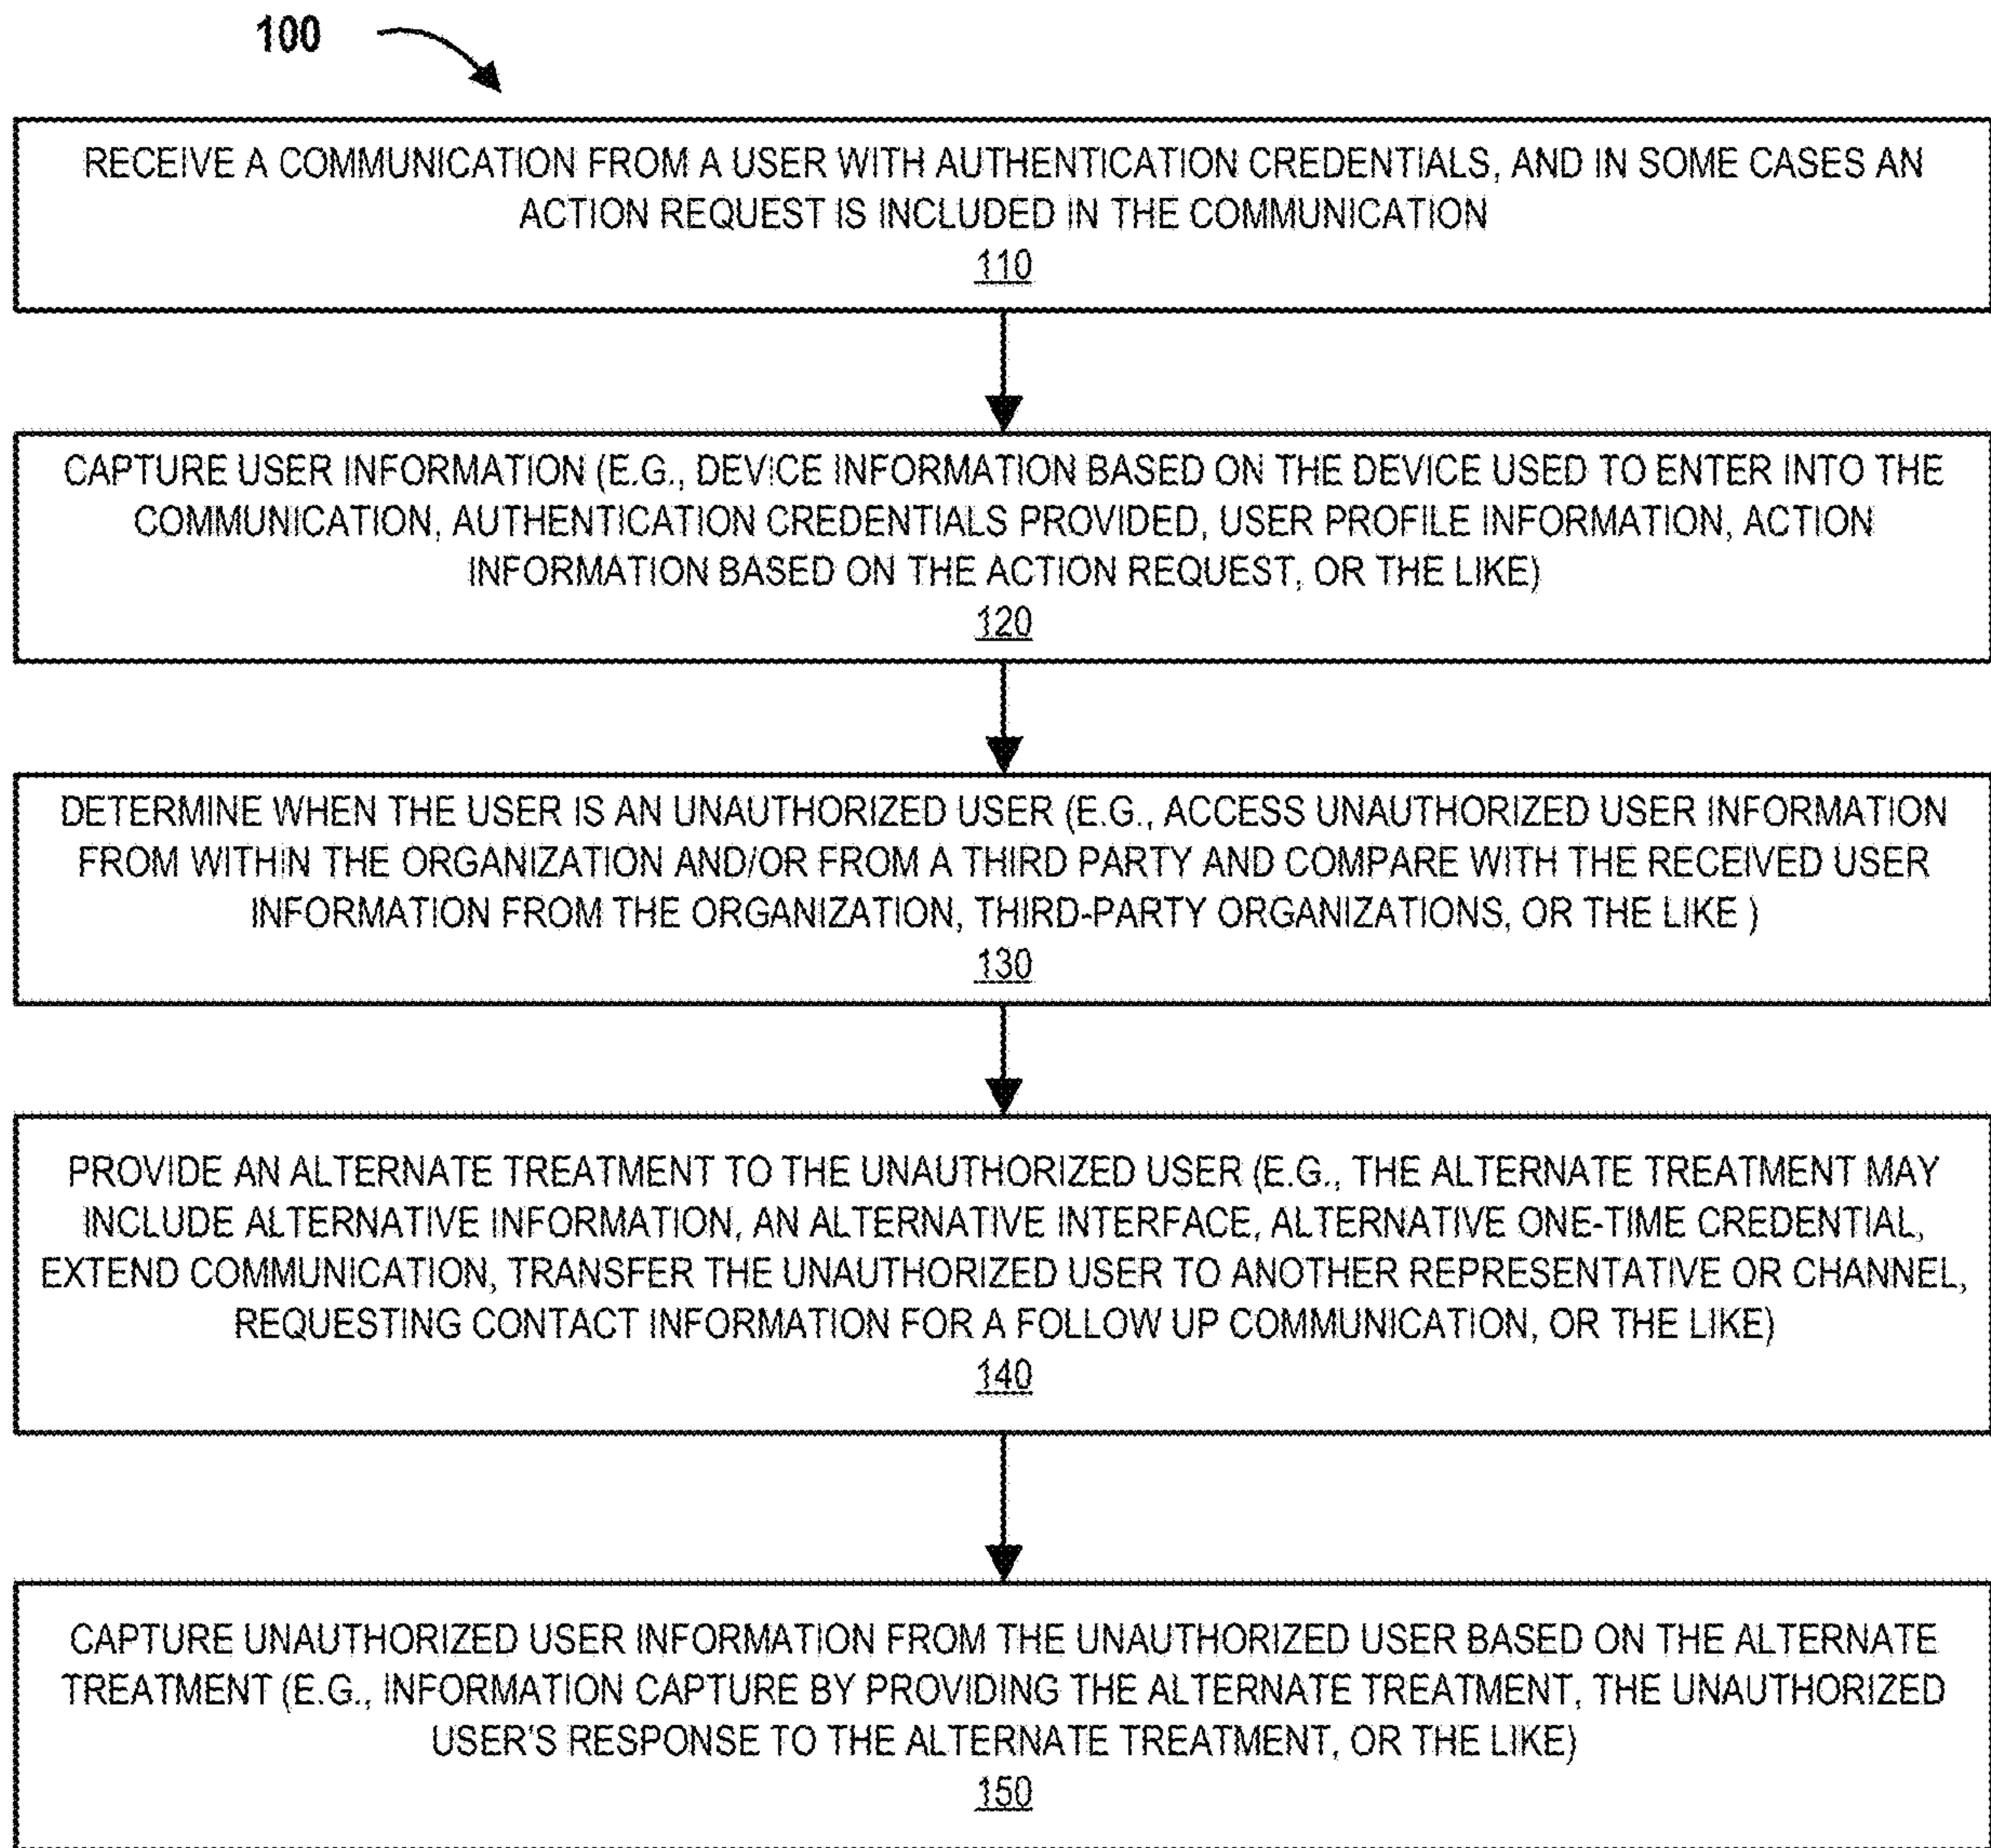 100
RECEIVE A COMMUNICATION FROM A USER WITH AUTHENTICATION CREDENTIALS, AND IN SOME CASES AN
ACTION REQUEST IS INCLUDED IN THE COMMUNICATION
110
CAPTURE USER INFORMATION (E.G., DEVICE INFORMATION BASED ON THE DEVICE USED TO ENTER INTO THE
COMMUNICATION, AUTHENTICATION CREDENTIALS PROVIDED, USER PROFILE INFORMATION, ACTION
INFORMATION BASED ON THE ACTION REQUEST, OR THE LIKE)
120
DETERMINE WHEN THE USER IS AN UNAUTHORIZED USER (E.G., ACCESS UNAUTHORIZED USER INFORMATION
FROM WITHIN THE ORGANIZATION AND/OR FROM A THIRD PARTY AND COMPARE WITH THE RECEIVED USER
INFORMATION FROM THE ORGANIZATION, THIRD-PARTY ORGANIZATIONS, OR THE LIKE )
130
PROVIDE AN ALTERNATE TREATMENT TO THE UNAUTHORIZED USER (E.G., THE ALTERNATE TREATMENT MAY
INCLUDE ALTERNATIVE INFORMATION, AN ALTERNATIVE INTERFACE, ALTERNATIVE ONE-TIME CREDENTIAL,
EXTEND COMMUNICATION, TRANSFER THE UNAUTHORIZED USER TO ANOTHER REPRESENTATIVE OR CHANNEL,
REQUESTING CONTACT INFORMATION FOR A FOLLOW UP COMMUNICATION, OR THE LIKE)
140
CAPTURE UNAUTHORIZED USER INFORMATION FROM THE UNAUTHORIZED USER BASED ON THE ALTERNATE
TREATMENT (E.G., INFORMATION CAPTURE BY PROVIDING THE ALTERNATE TREATMENT, THE UNAUTHORIZED
USER'S RESPONSE TO THE ALTERNATE TREATMENT, OR THE LIKE)
150